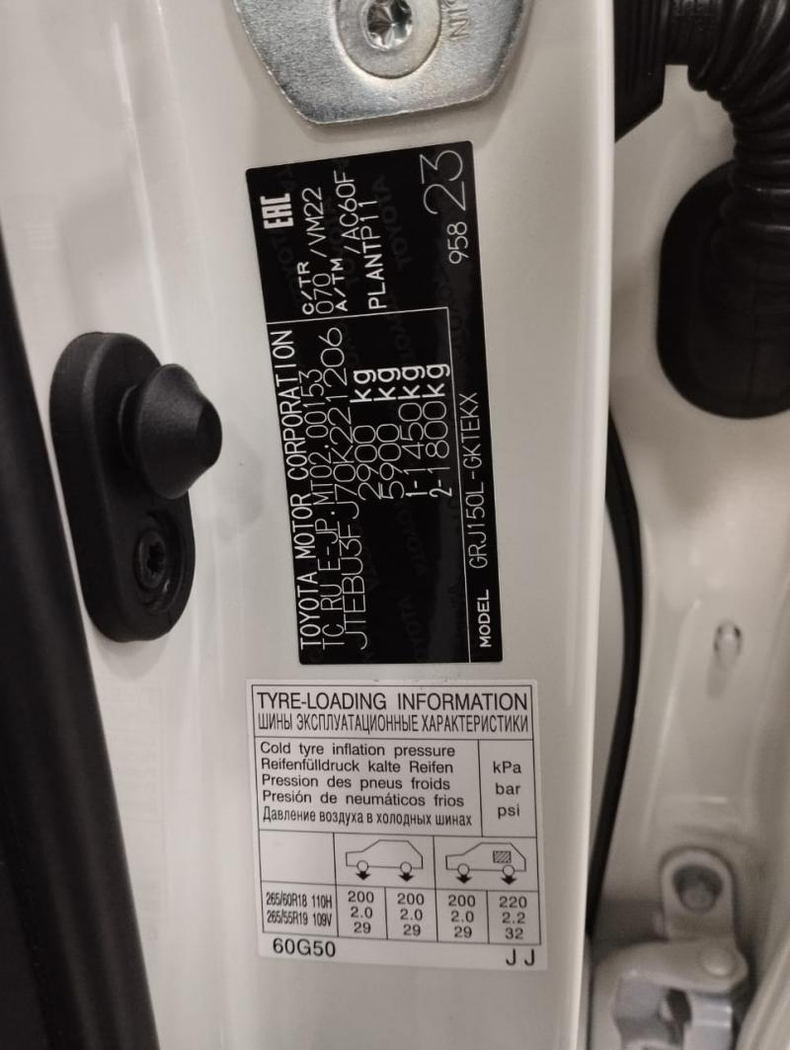 TOYOTA MOTOR CORPORATION
TC RU E-JP.MT02.00153
JTEBU3FJ70K221206
2900 kg
5900 kg
1-1450kg
2-1800kg
MODEL GRJ150L-GKTEKX
EAC
C/TR
070 /VM22
A/TM /AC60F
PLANTP11
958 23
TYRE-LOADING INFORMATION
ШИНЫ ЭКСПЛУАТАЦИОННЫЕ ХАРАКТЕРИСТИКИ
Cold tyre inflation pressure
Reifenfülldruck kalte Reifen
Pression des pneus froids
Presión de neumáticos frios
Давление воздуха в холодных шинах
kPa
bar
psi
265/60R18 110H
265/55R19 109V
200 200 200 220
2.0 2.0 2.0 2.2
29 29 29 32
60G50 JJ